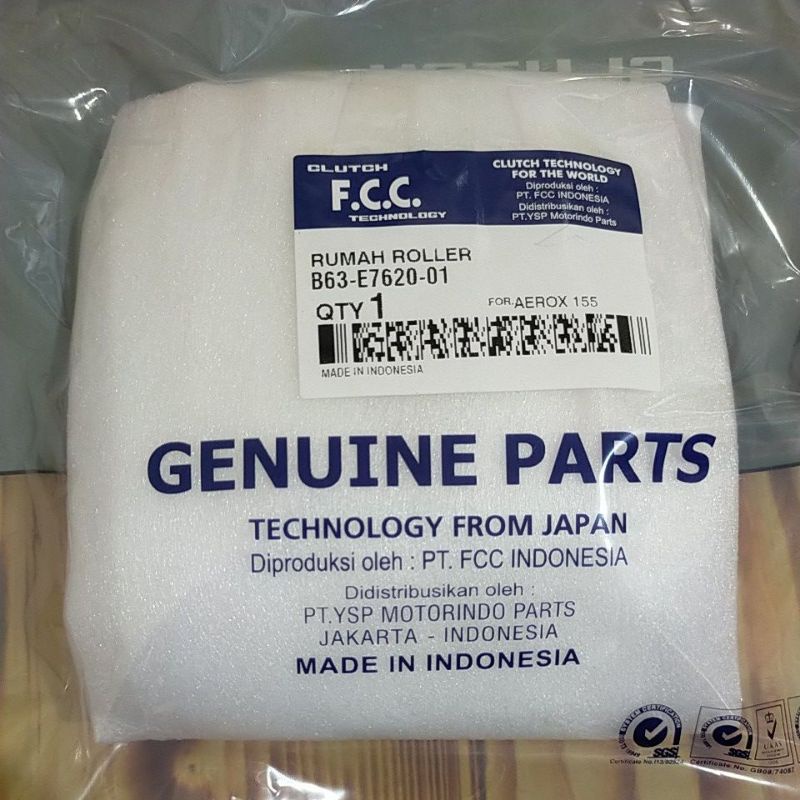 CLUTCH
F.C.C.
TECHNOLOGY
CLUTCH TECHNOLOGY
FOR THE WORLD
Diproduksi oleh :
PT. FCC INDONESIA
Didistribusikan oleh :
PT.YSP Motorindo Parts
RUMAH ROLLER
B63-E7620-01
QTY 1
FOR.AEROX 155
MADE IN INDONESIA
GENUINE PARTS
TECHNOLOGY FROM JAPAN
Diproduksi oleh : PT. FCC INDONESIA
Didistribusikan oleh :
PT.YSP MOTORINDO PARTS
JAKARTA - INDONESIA
MADE IN INDONESIA
SGS
SGS
UKAS